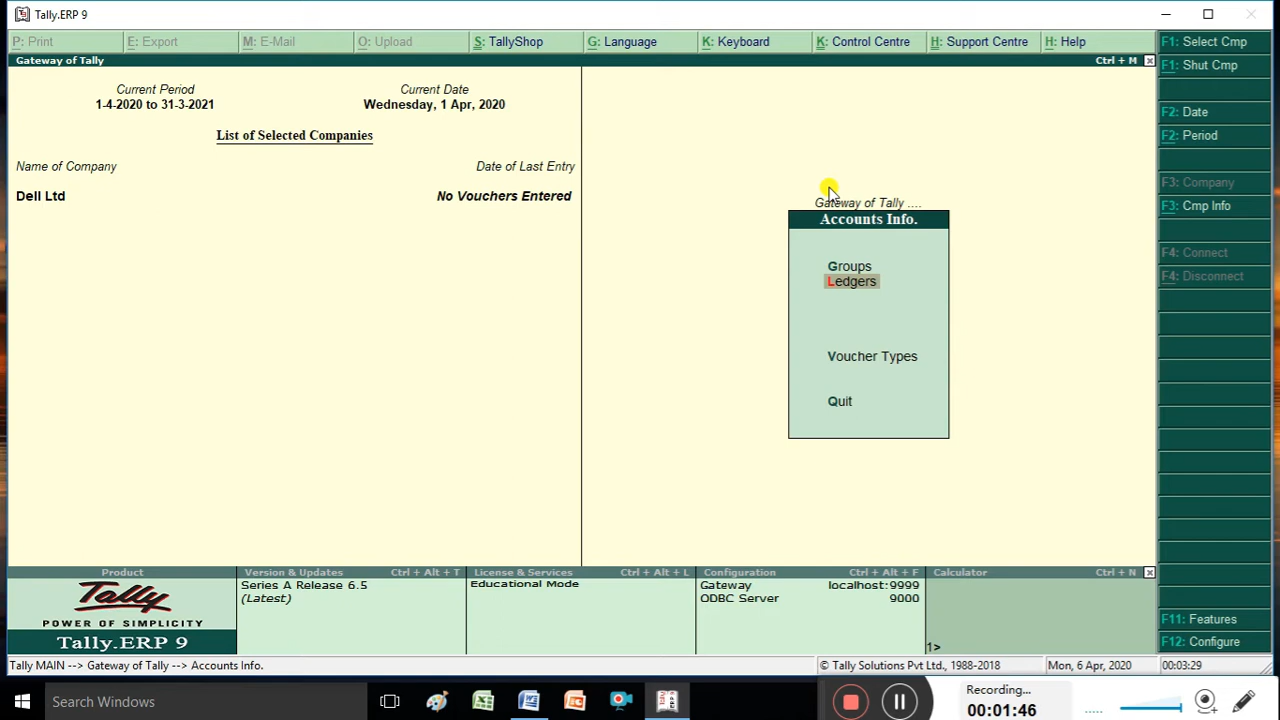 Tally.ERP 9
P: Print
E: Export
M: E-Mail
O: Upload
S: TallyShop
G: Language
K: Keyboard
K: Control Centre
H: Support Centre
H: Help
Gateway of Tally
Ctrl + M
Current Period
1-4-2020 to 31-3-2021
Current Date
Wednesday, 1 Apr, 2020
List of Selected Companies
Name of Company
Date of Last Entry
Dell Ltd
No Vouchers Entered
Gateway of Tally ....
Accounts Info.
Groups
Ledgers
Voucher Types
Quit
F1: Select Cmp
F1: Shut Cmp
F2: Date
F2: Period
F3: Company
F3: Cmp Info
F4: Connect
F4: Disconnect
F11: Features
F12: Configure
Product
Tally
POWER OF SIMPLICITY
Tally.ERP 9
Version & Updates
Ctrl + Alt + T
Series A Release 6.5
(Latest)
License & Services
Ctrl + Alt + L
Educational Mode
Configuration
Ctrl + Alt + F
Gateway localhost:9999
ODBC Server 9000
Calculator
Ctrl + N
1>
Tally MAIN --> Gateway of Tally --> Accounts Info.
© Tally Solutions Pvt Ltd., 1988-2018
Mon, 6 Apr, 2020
00:03:29
Search Windows
Recording...
00:01:46